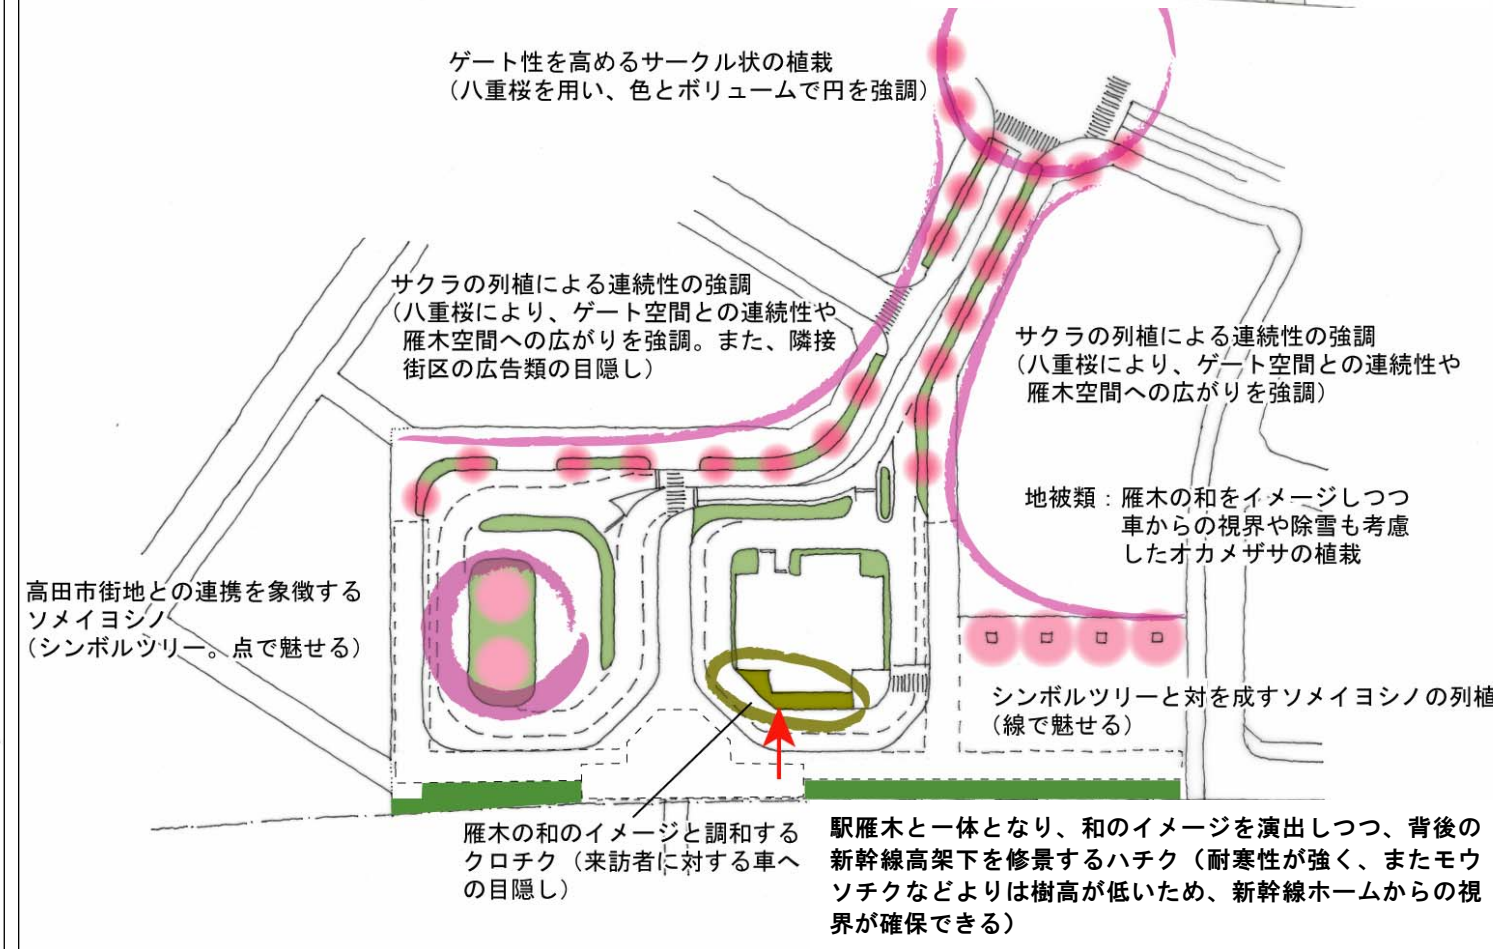 ゲート性を高めるサークル状の植栽
（八重桜を用い、色とボリュームで円を強調）
サクラの列植による連続性の強調
（八重桜により、ゲート空間との連続性や
雁木空間への広がりを強調。また、隣接
街区の広告類の目隠し）
サクラの列植による連続性の強調
（八重桜により、ゲート空間との連続性や
雁木空間への広がりを強調）
地被類：雁木の和をイメージしつつ
車からの視界や除雪も考慮
したオカメザサの植栽
高田市街地との連携を象徴する
ソメイヨシノ
（シンボルツリー。点で魅せる）
シンボルツリーと対を成すソメイヨシノの列植
（線で魅せる）
雁木の和のイメージと調和する
クロチク（来訪者に対する車へ
の目隠し）
駅雁木と一体となり、和のイメージを演出しつつ、背後の
新幹線高架下を修景するハチク（耐寒性が強く、またモウ
ソチクなどよりは樹高が低いため、新幹線ホームからの視
界が確保できる）